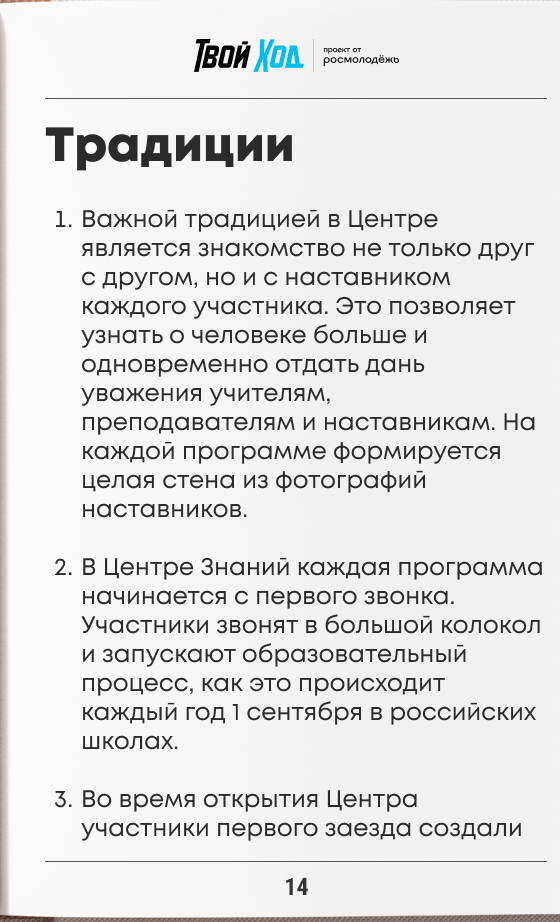 ТВОЙ ХОД
проект от
росмолодёжь
Традиции
1. Важной традицией в Центре
является знакомство не только друг
с другом, но и с наставником
каждого участника. Это позволяет
узнать о человеке больше и
одновременно отдать дань
уважения учителям,
преподавателям и наставникам. На
каждой программе формируется
целая стена из фотографий
наставников.
2. В Центре Знаний каждая программа
начинается с первого звонка.
Участники звонят в большой колокол
и запускают образовательный
процесс, как это происходит
каждый год 1 сентября в российских
школах.
3. Во время открытия Центра
участники первого заезда создали
14